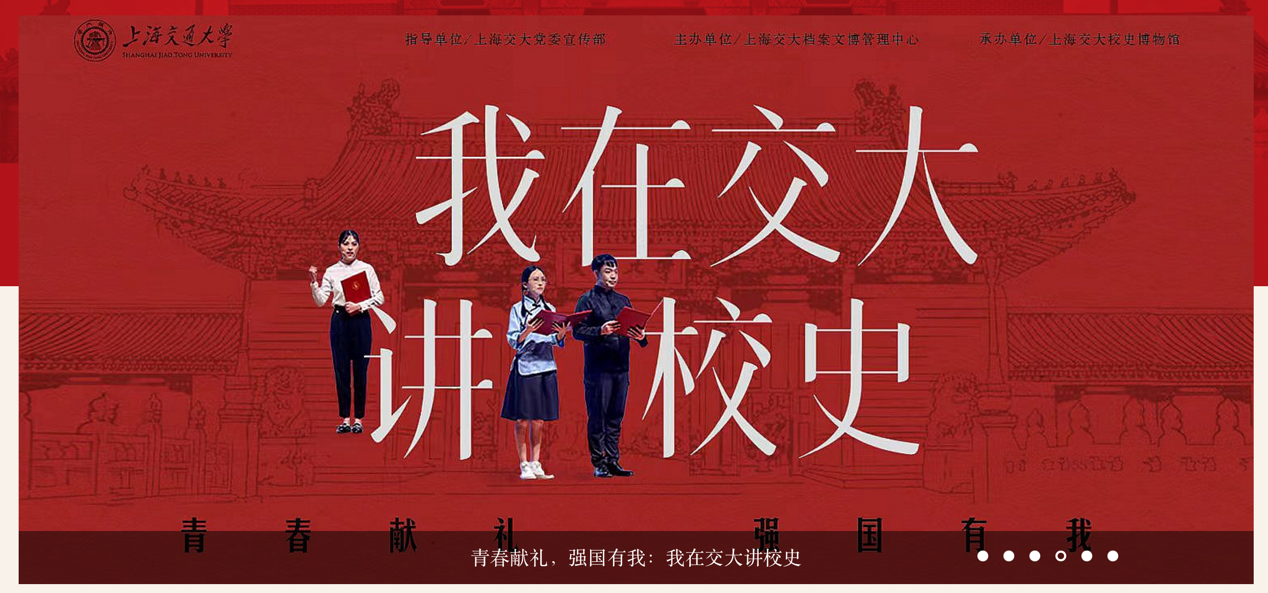 上海交通大学
SHANGHAI JIAO TONG UNIVERSITY
指导单位/上海交大党委宣传部
主办单位/上海交大档案文博管理中心
承办单位/上海交大校史博物馆
我在交大
讲校史
青春献礼 强国有我
青春献礼，强国有我：我在交大讲校史